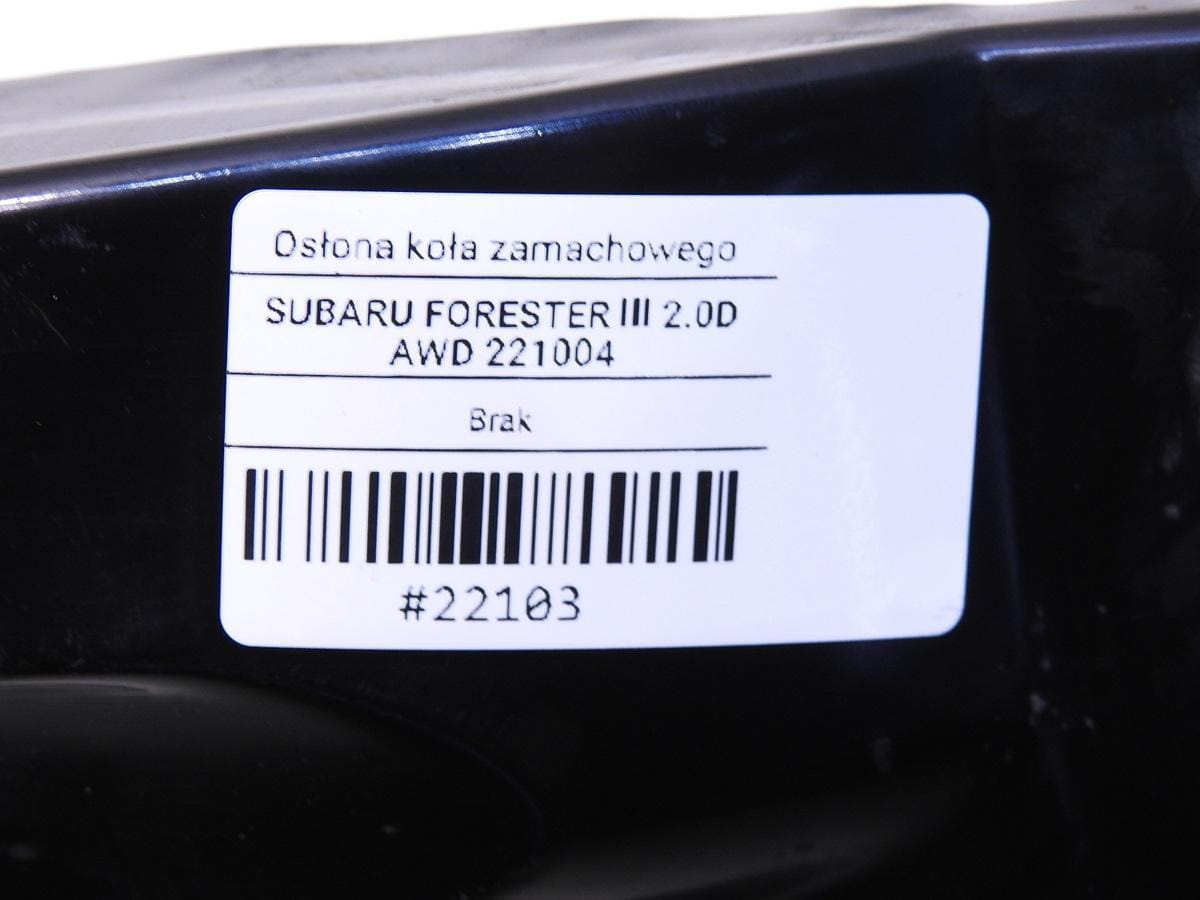 Osłona koła zamachowego
SUBARU FORESTER III 2.0D
AWD 221004
Brak
#22103